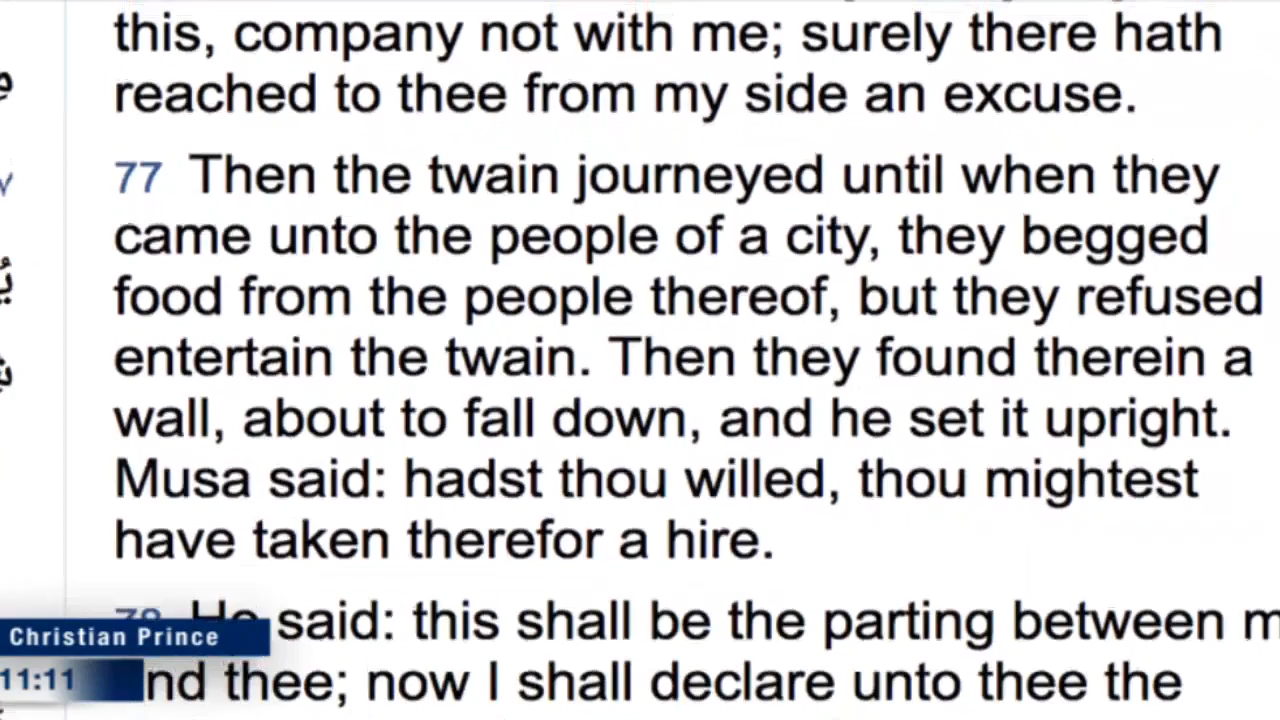 this, company not with me; surely there hath
reached to thee from my side an excuse.
77 Then the twain journeyed until when they
came unto the people of a city, they begged
food from the people thereof, but they refused
entertain the twain. Then they found therein a
wall, about to fall down, and he set it upright.
Musa said: hadst thou willed, thou mightest
have taken therefor a hire.
78 He said: this shall be the parting between m
nd thee; now I shall declare unto thee the
Christian Prince
11:11